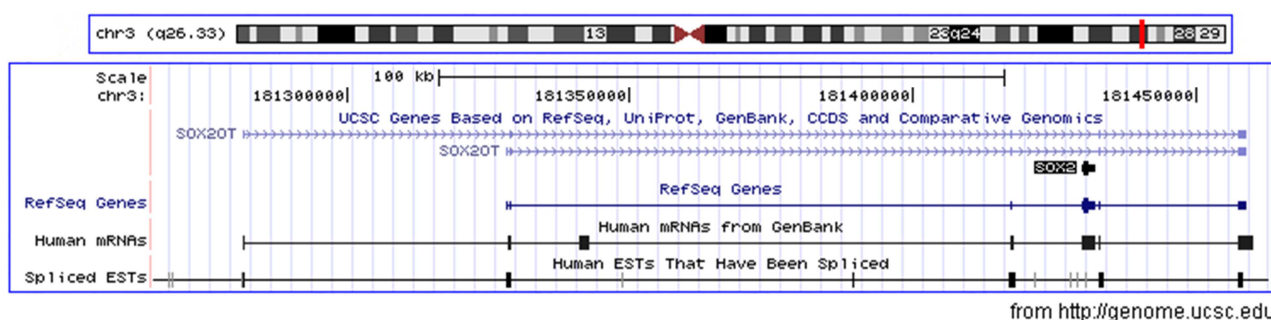 chr3 (q26.33) 13 23q24 28 29
Scale 100 kb
chr3: 181300000 181350000 181400000 181450000
UCSC Genes Based on RefSeq, UniProt, GenBank, CCDS and Comparative Genomics
SOX2OT
SOX2OT
SOX2
RefSeq Genes
RefSeq Genes
Human mRNAs from GenBank
Human mRNAs
Human ESTs That Have Been Spliced
Spliced ESTs
from http://genome.ucsc.edu